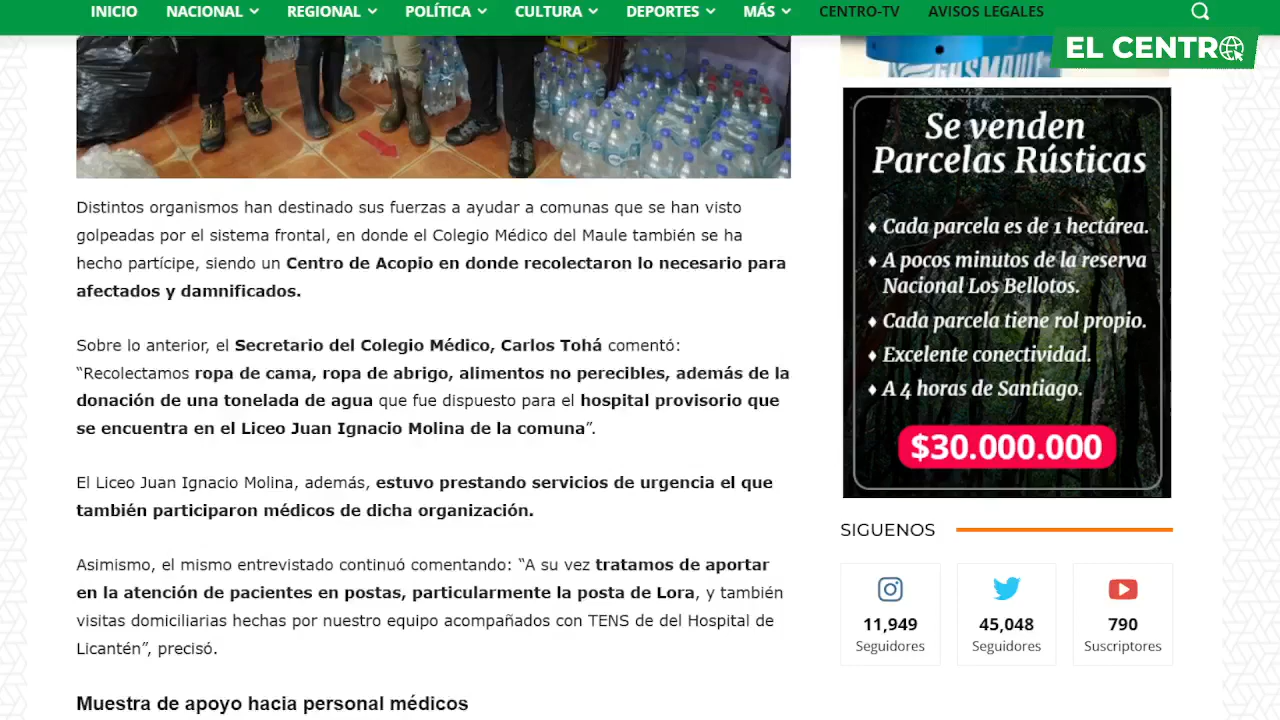 INICIO NACIONAL REGIONAL POLÍTICA CULTURA DEPORTES MÁS CENTRO-TV AVISOS LEGALES
EL CENTRO
Distintos organismos han destinado sus fuerzas a ayudar a comunas que se han visto
golpeadas por el sistema frontal, en donde el Colegio Médico del Maule también se ha
hecho partícipe, siendo un Centro de Acopio en donde recolectaron lo necesario para
afectados y damnificados.
Sobre lo anterior, el Secretario del Colegio Médico, Carlos Tohá comentó:
“Recolectamos ropa de cama, ropa de abrigo, alimentos no perecibles, además de la
donación de una tonelada de agua que fue dispuesto para el hospital provisorio que
se encuentra en el Liceo Juan Ignacio Molina de la comuna”.
El Liceo Juan Ignacio Molina, además, estuvo prestando servicios de urgencia el que
también participaron médicos de dicha organización.
Asimismo, el mismo entrevistado continuó comentando: “A su vez tratamos de aportar
en la atención de pacientes en postas, particularmente la posta de Lora, y también
visitas domiciliarias hechas por nuestro equipo acompañados con TENS de del Hospital de
Licantén”, precisó.
Muestra de apoyo hacia personal médicos
Se venden
Parcelas Rústicas
♦ Cada parcela es de 1 hectárea.
♦ A pocos minutos de la reserva
Nacional Los Bellotos.
♦ Cada parcela tiene rol propio.
♦ Excelente conectividad.
♦ A 4 horas de Santiago.
$30.000.000
SIGUENOS
11,949
Seguidores
45,048
Seguidores
790
Suscriptores